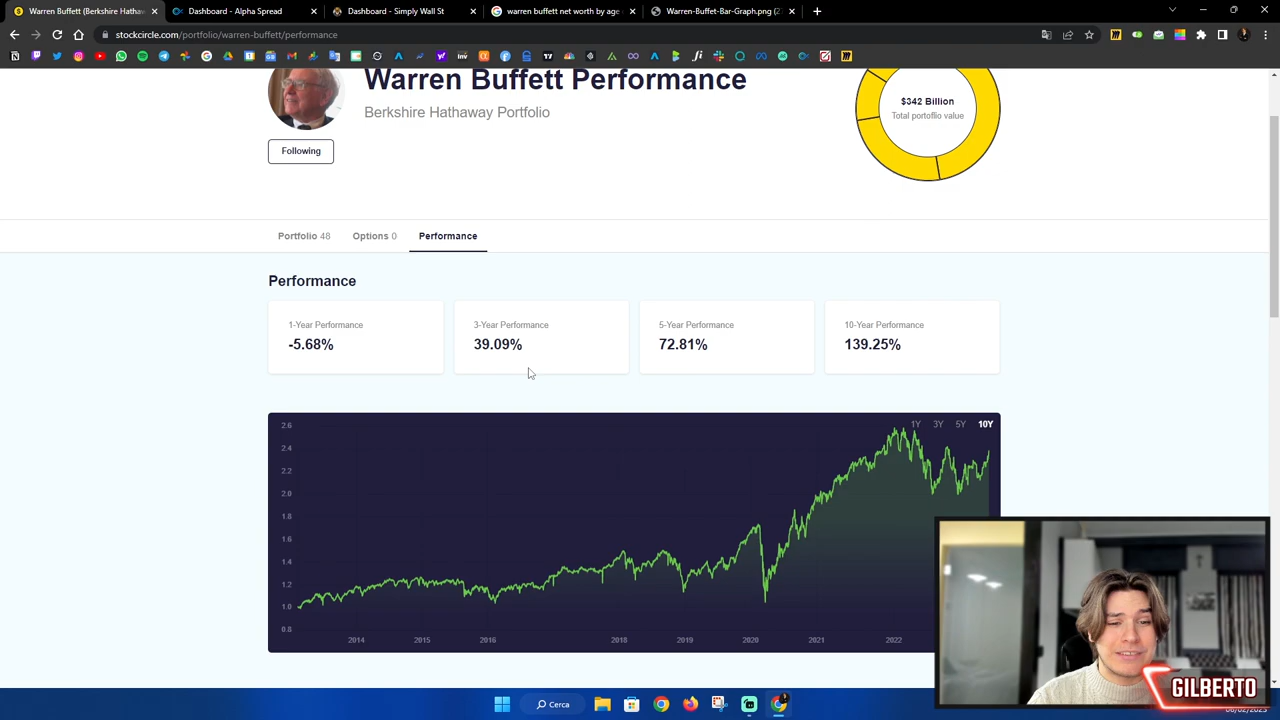 Warren Buffett (Berkshire Hathaw
Dashboard - Alpha Spread
Dashboard - Simply Wall St
warren buffett net worth by age
Warren-Buffet-Bar-Graph.png (2
stockcircle.com/portfolio/warren-buffett/performance
Warren Buffett Performance
Berkshire Hathaway Portfolio
Following
$342 Billion
Total portoflio value
Portfolio 48
Options 0
Performance
Performance
1-Year Performance
-5.68%
3-Year Performance
39.09%
5-Year Performance
72.81%
10-Year Performance
139.25%
1Y 3Y 5Y 10Y
2.6
2.4
2.2
2.0
1.8
1.6
1.4
1.2
1.0
0.8
2014 2015 2016 2018 2019 2020 2021 2022
GILBERTO
Cerca